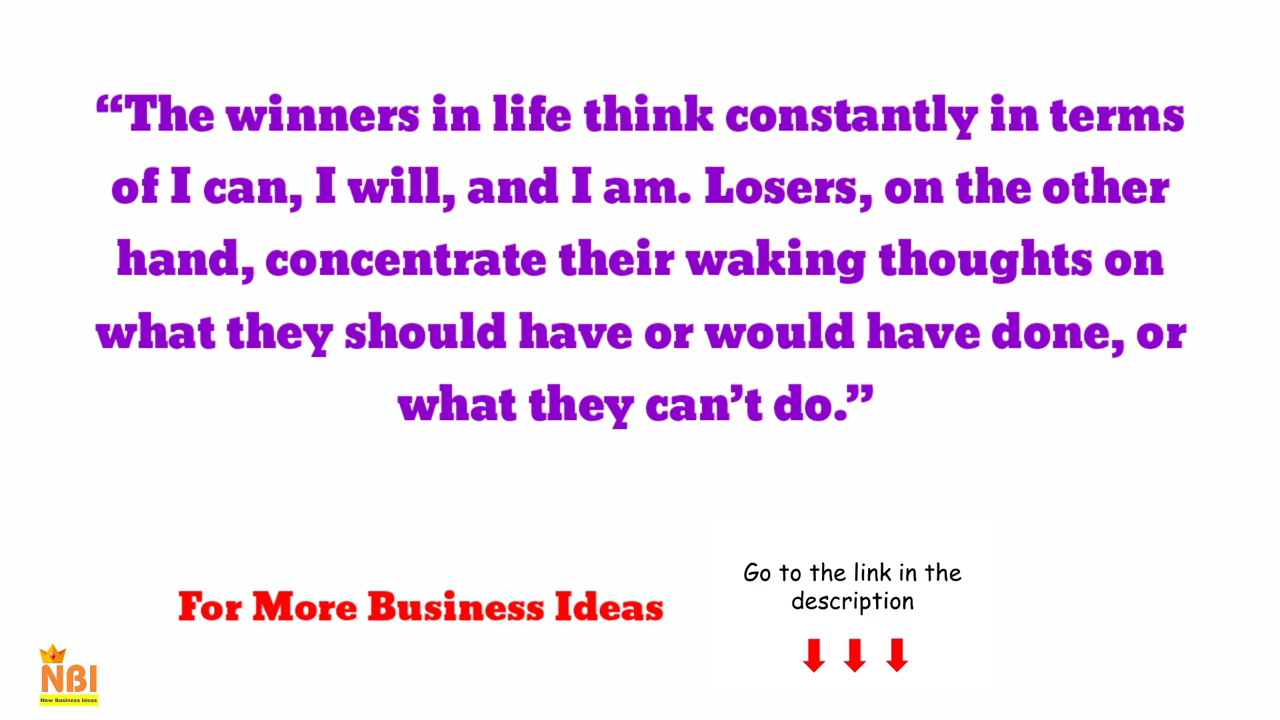 “The winners in life think constantly in terms
of I can, I will, and I am. Losers, on the other
hand, concentrate their waking thoughts on
what they should have or would have done, or
what they can’t do.”
For More Business Ideas
Go to the link in the
description
NBI
New Business Ideas